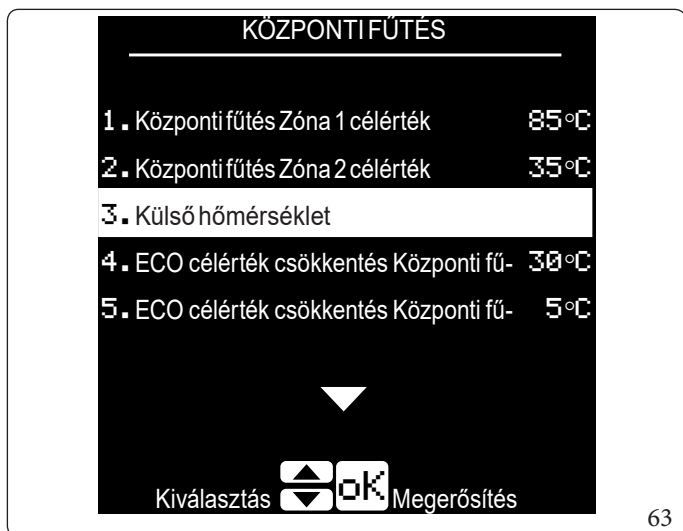 KÖZPONTI FŰTÉS
1. Központi fűtés Zóna 1 célérték 85°C
2. Központi fűtés Zóna 2 célérték 35°C
3. Külső hőmérséklet
4. ECO célérték csökkentés Központi fű- 30°C
5. ECO célérték csökkentés Központi fű- 5°C
Kiválasztás oK Megerősítés
63